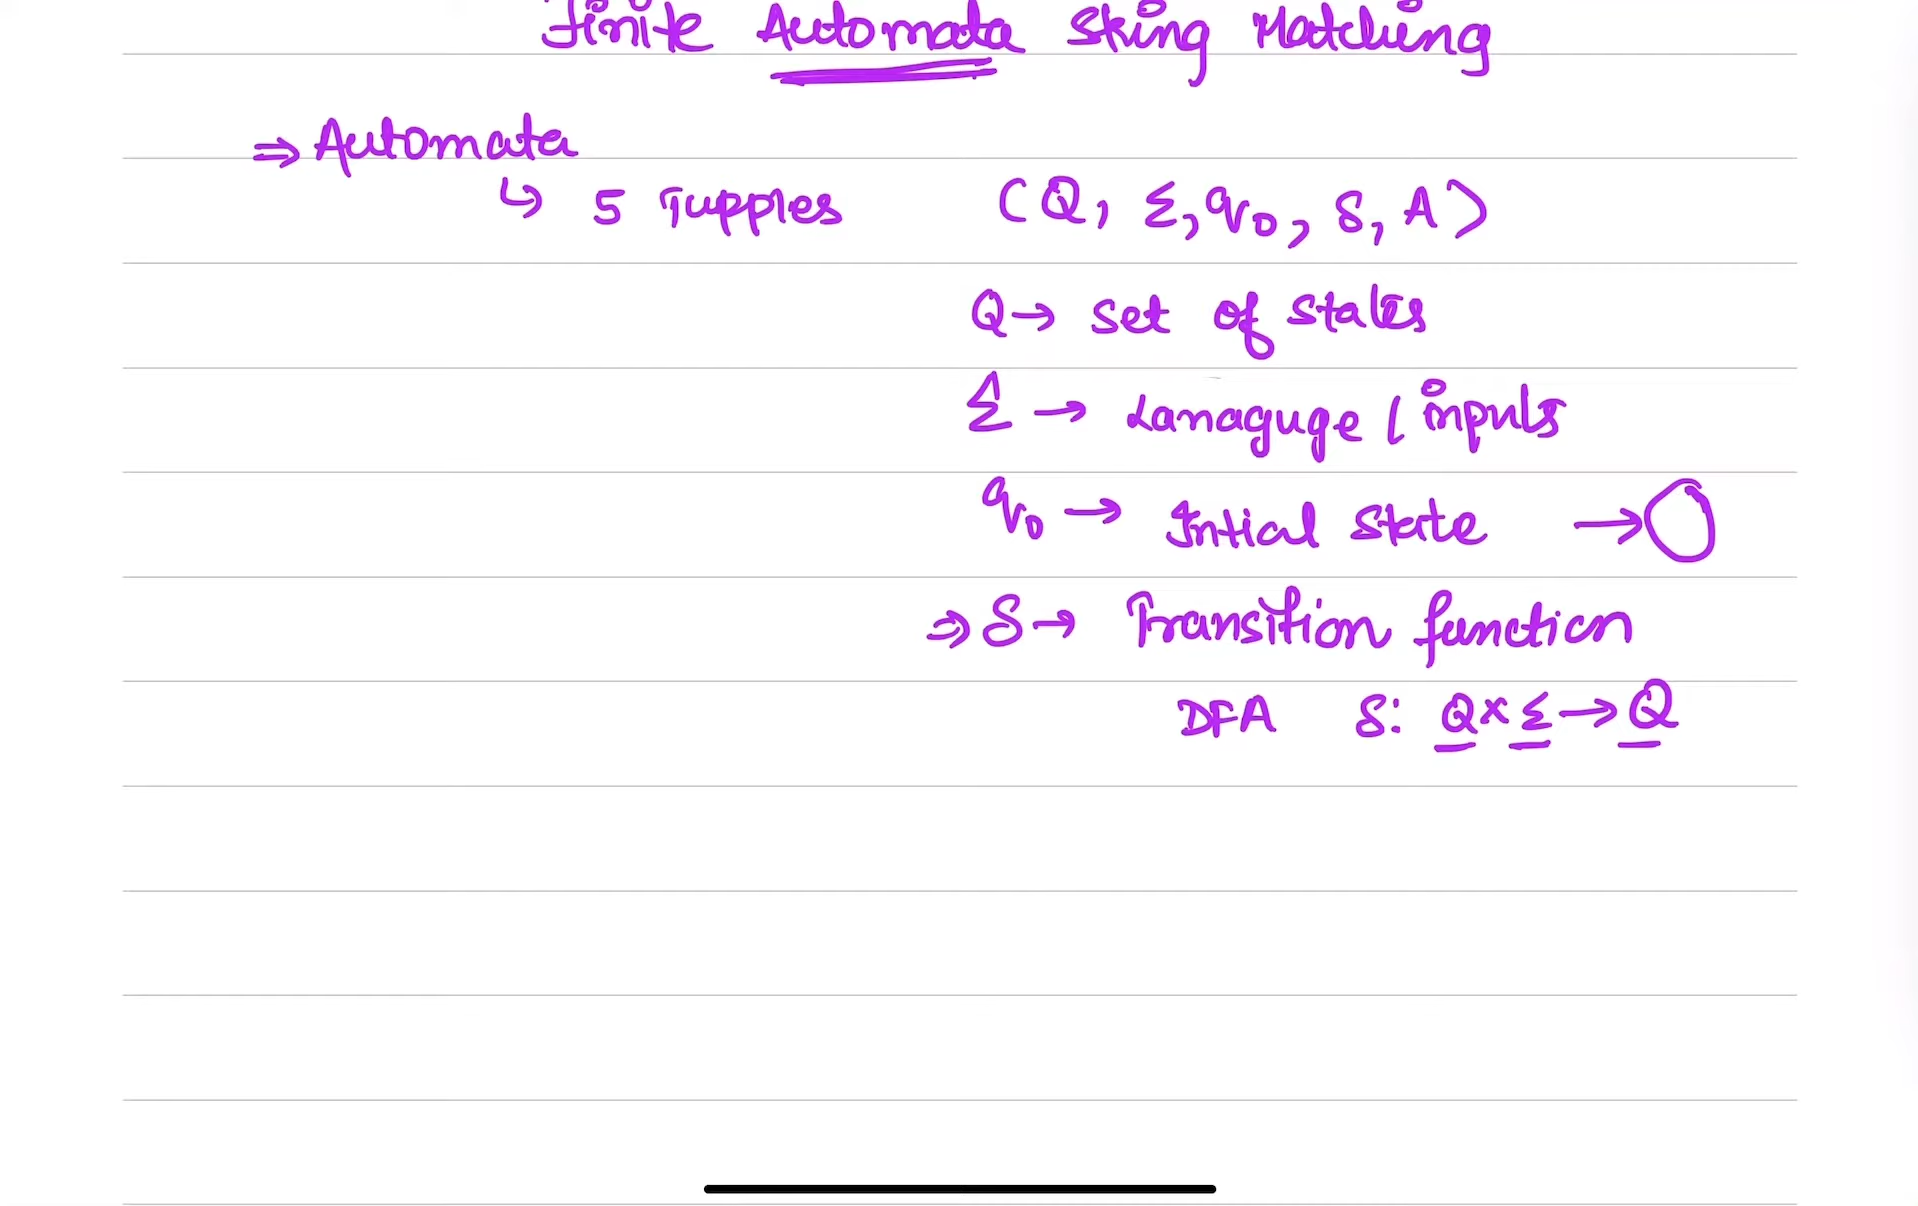 Finite Automata String Matching
⇒ Automata
↳ 5 Tupples (Q, Σ, q0, δ, A)
Q → set of states
Σ → Lanaguge / inputs
q0 → Intial state →
⇒ δ → Transition function
DFA δ: Q × Σ → Q